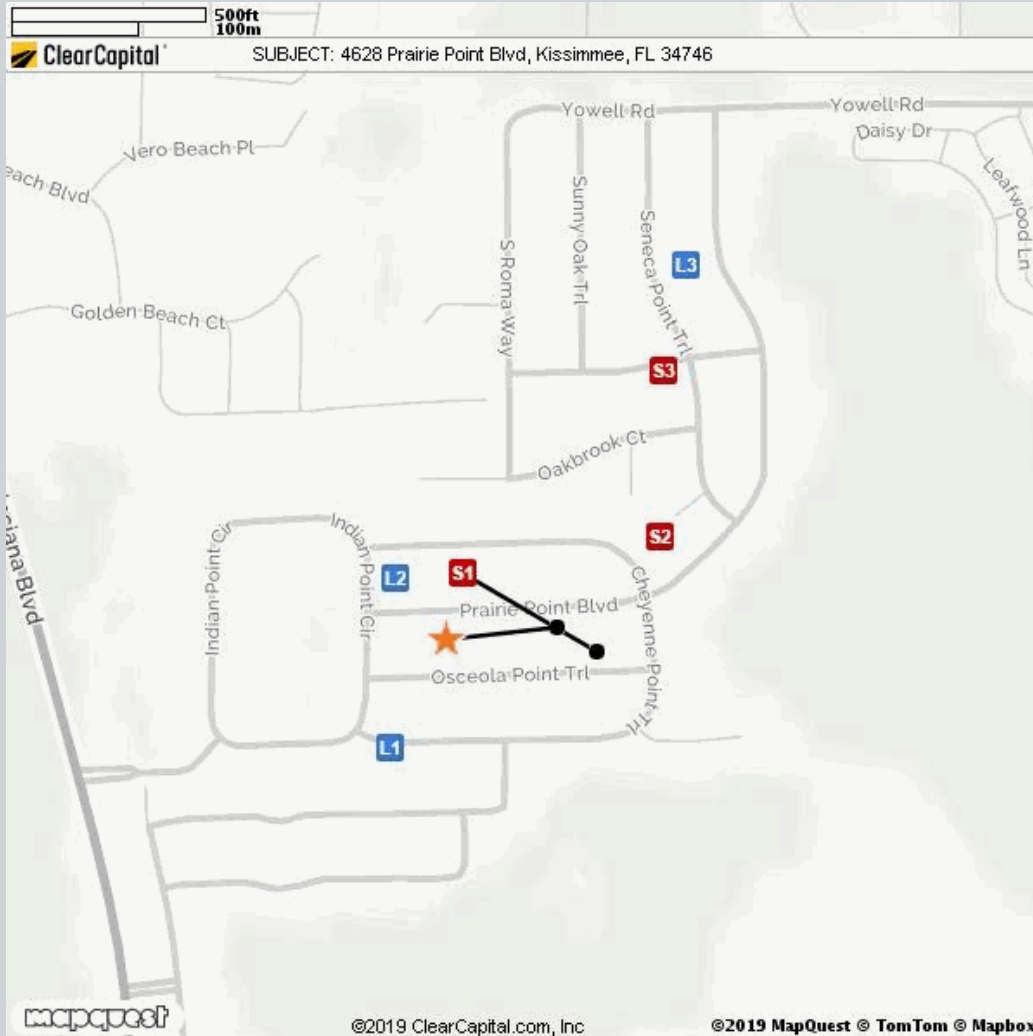 500ft
100m
ClearCapital
SUBJECT: 4628 Prairie Point Blvd, Kissimmee, FL 34746
Yowell Rd
Yowell Rd
Daisy Dr
Vero Beach Pl
each Blvd
Leafwood Ln
Sunny Oak Trl
Seneca Point Trl
S Roma Way
L3
Golden Beach Ct
S3
Oakbrook Ct
Indian Point Cir
Indian Point Cir
S2
L2
S1
Cheyenne Point Trl
Prairie Point Blvd
Osceola Point Trl
L1
mapquest
©2019 ClearCapital.com, Inc
©2019 MapQuest © TomTom © Mapbox